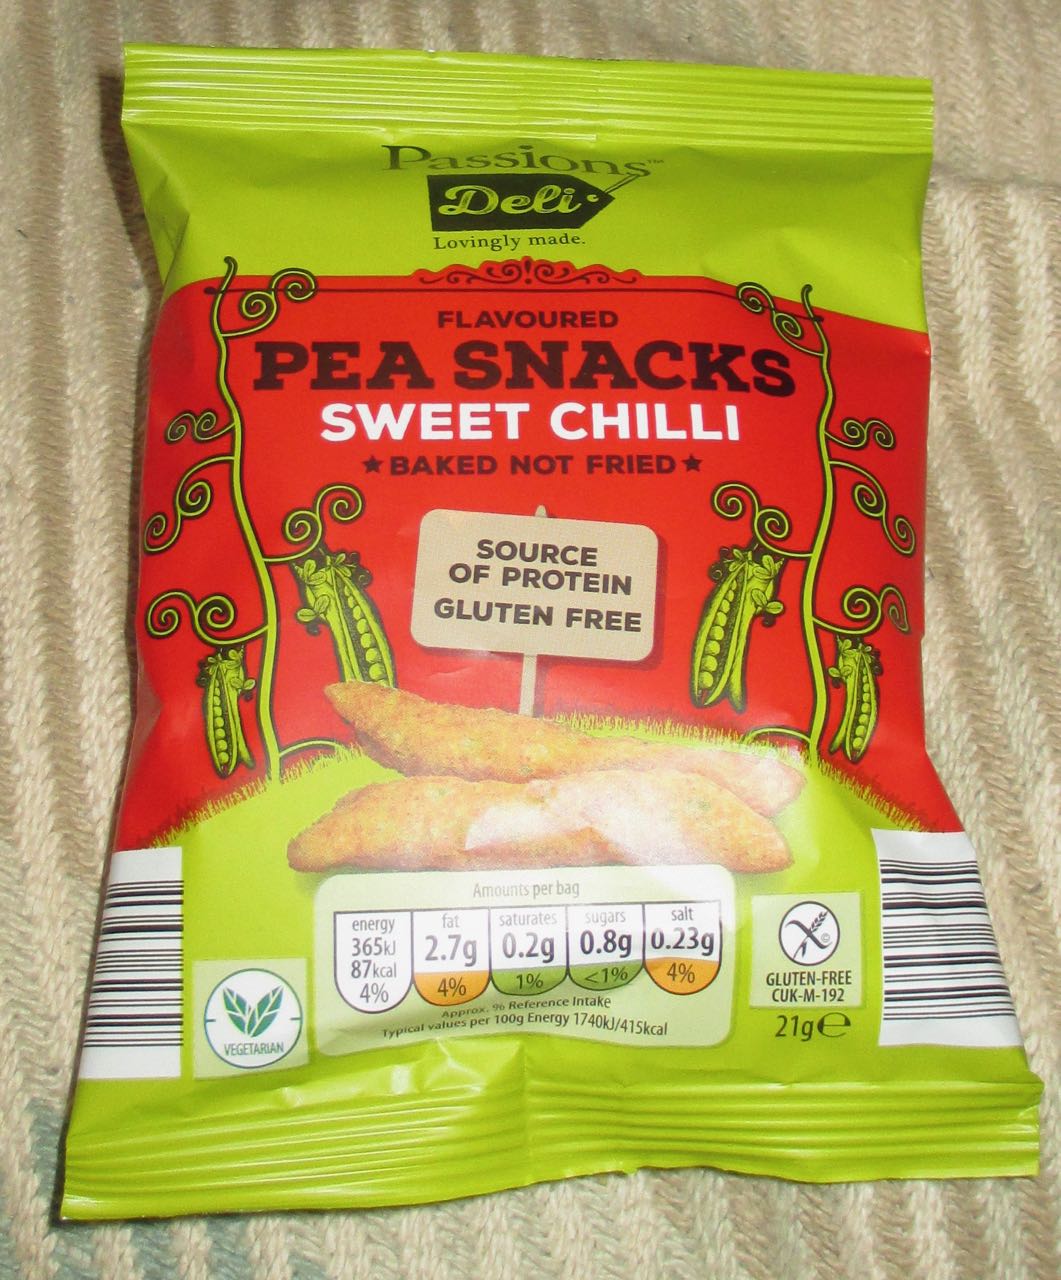 Passions™
Deli
Lovingly made.
FLAVOURED
PEA SNACKS
SWEET CHILLI
★ BAKED NOT FRIED ★
SOURCE
OF PROTEIN
GLUTEN FREE
Amounts per bag
energy 365kJ 87kcal 4%
fat 2.7g 4%
saturates 0.2g 1%
sugars 0.8g <1%
salt 0.23g 4%
Approx. % Reference Intake
Typical values per 100g Energy 1740kJ/415kcal
VEGETARIAN
GLUTEN-FREE
CUK-M-192
21g℮